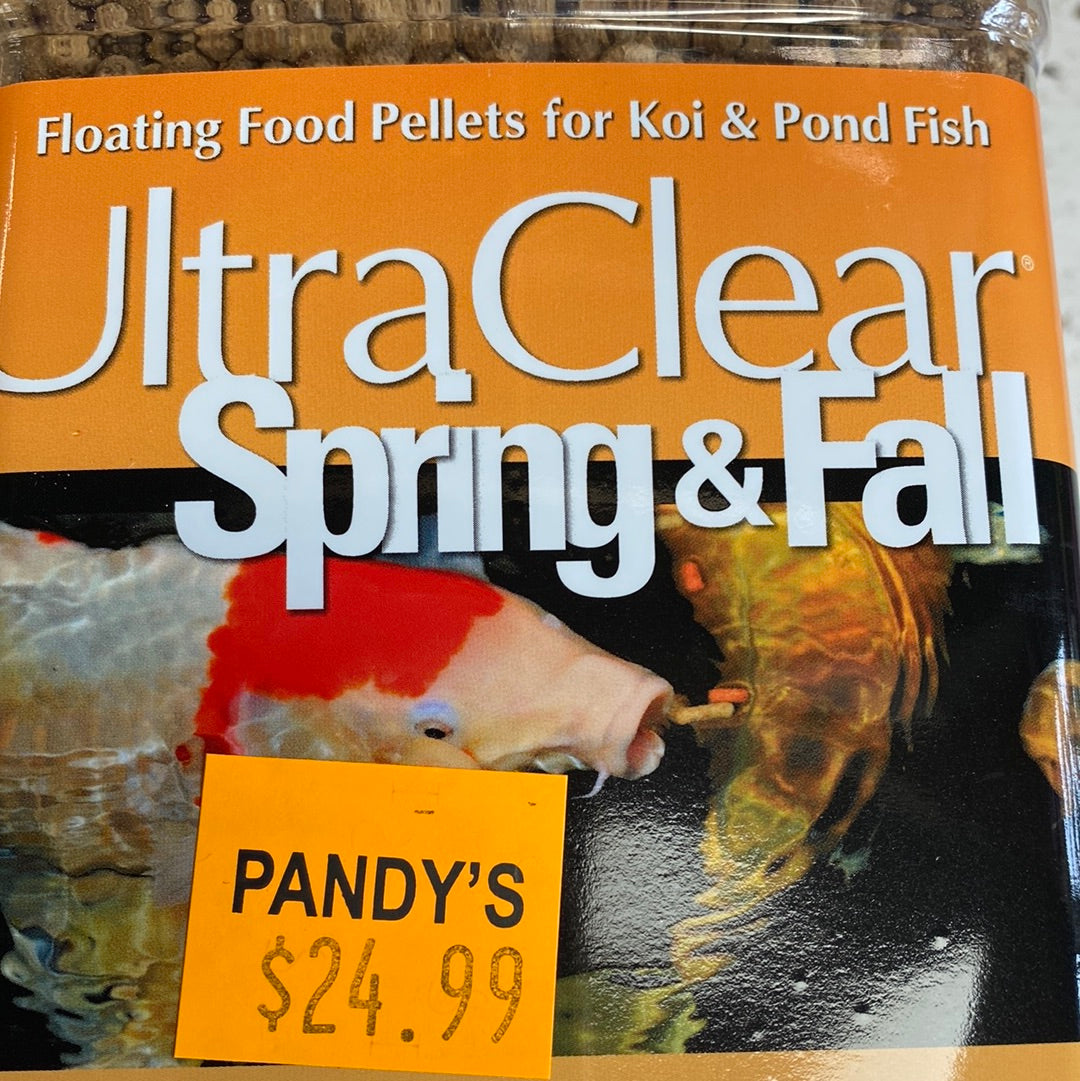 Floating Food Pellets for Koi & Pond Fish
UltraClear®
Spring & Fall
PANDY'S
$24.99